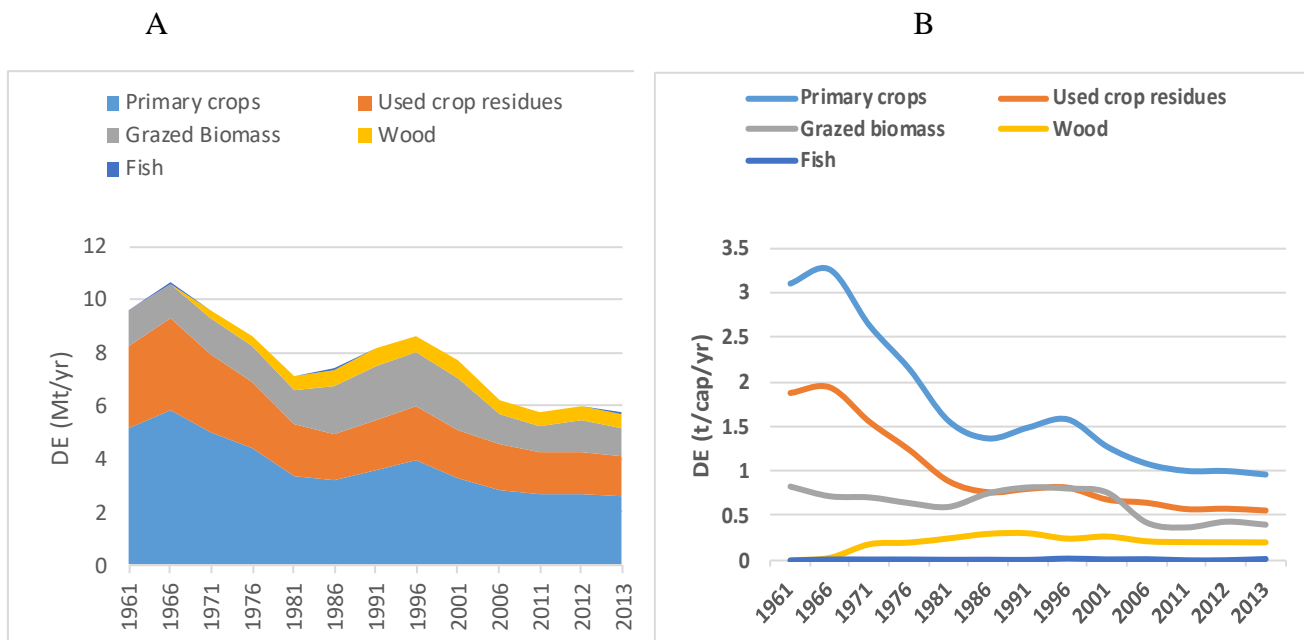 A
B
Primary crops
Used crop residues
Grazed Biomass
Wood
Fish
DE (Mt/yr)
12
10
8
6
4
2
0
1961
1966
1971
1976
1981
1986
1991
1996
2001
2006
2011
2012
2013
Primary crops
Used crop residues
Grazed biomass
Wood
Fish
DE (t/cap/yr)
3.5
3
2.5
2
1.5
1
0.5
0
1961
1966
1971
1976
1981
1986
1991
1996
2001
2006
2011
2012
2013